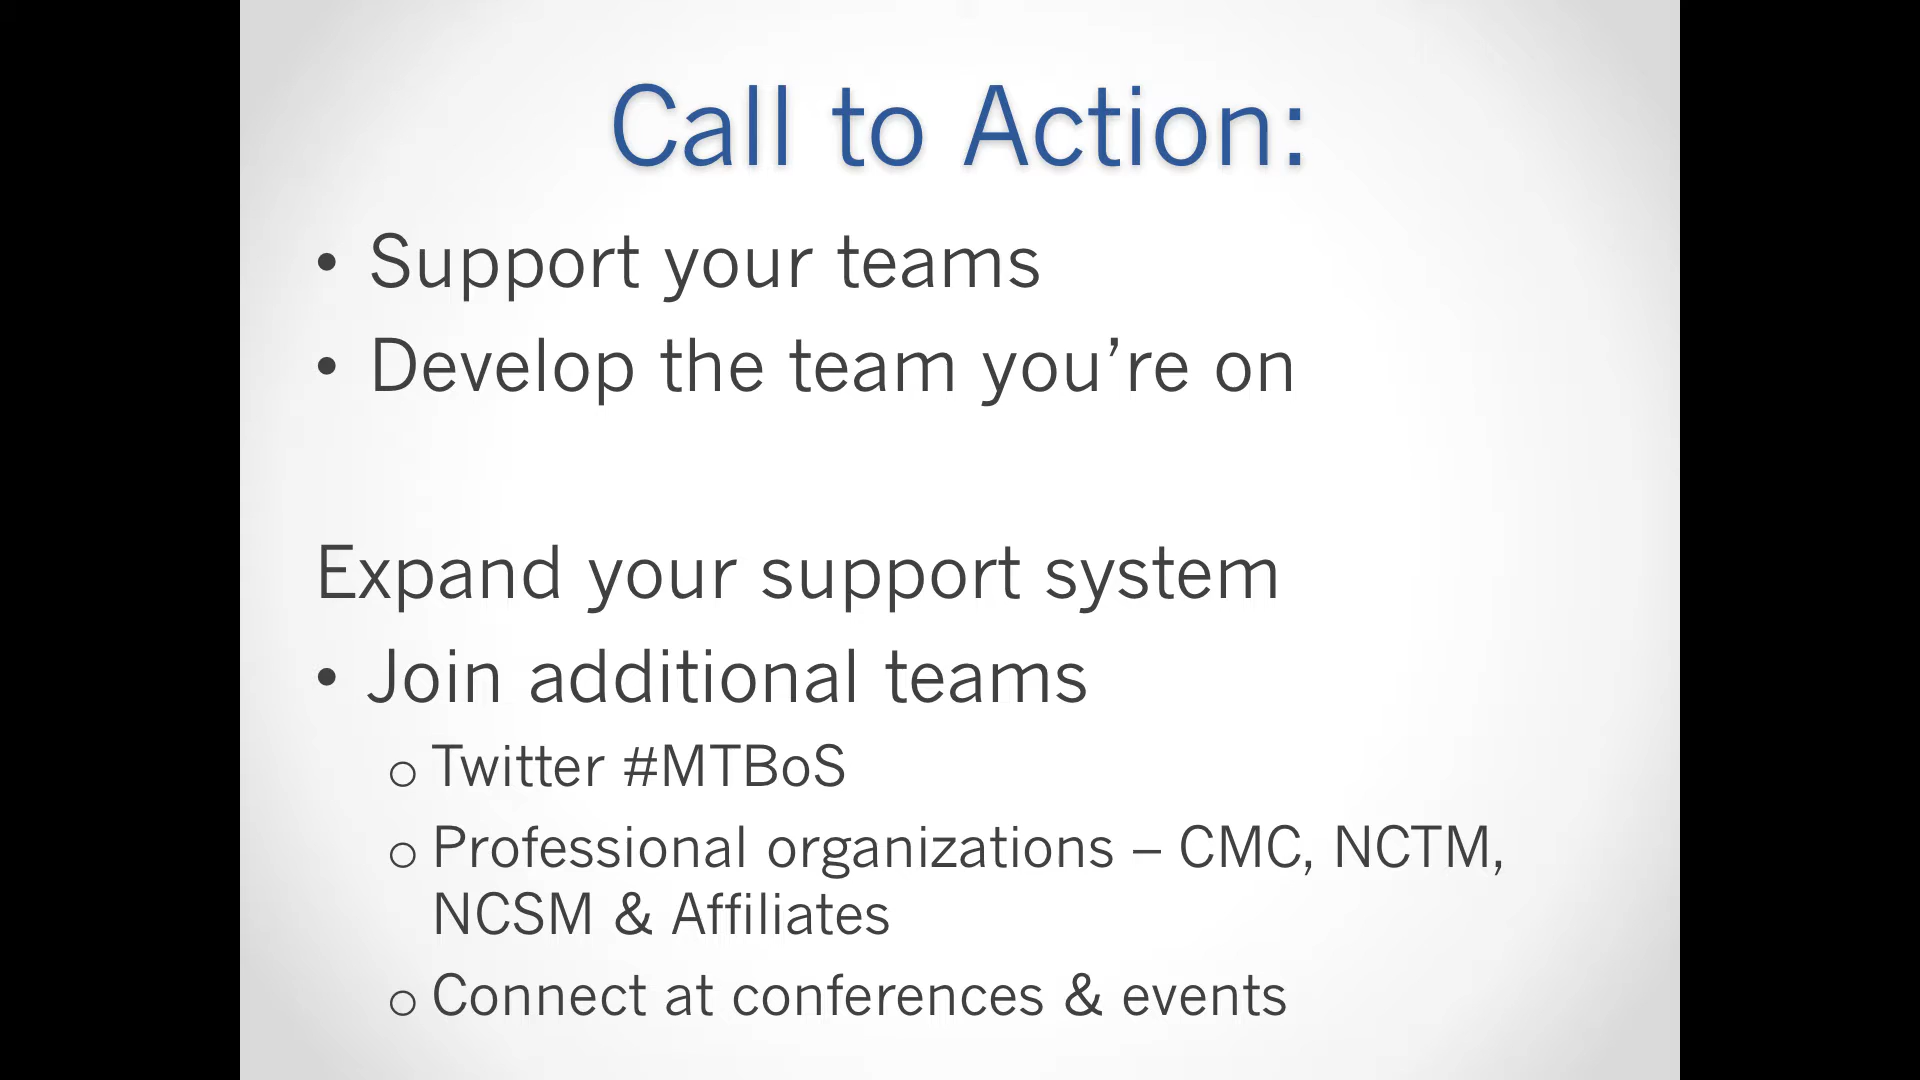 Call to Action:
• Support your teams
• Develop the team you’re on
Expand your support system
• Join additional teams
o Twitter #MTBoS
o Professional organizations – CMC, NCTM,
NCSM & Affiliates
o Connect at conferences & events